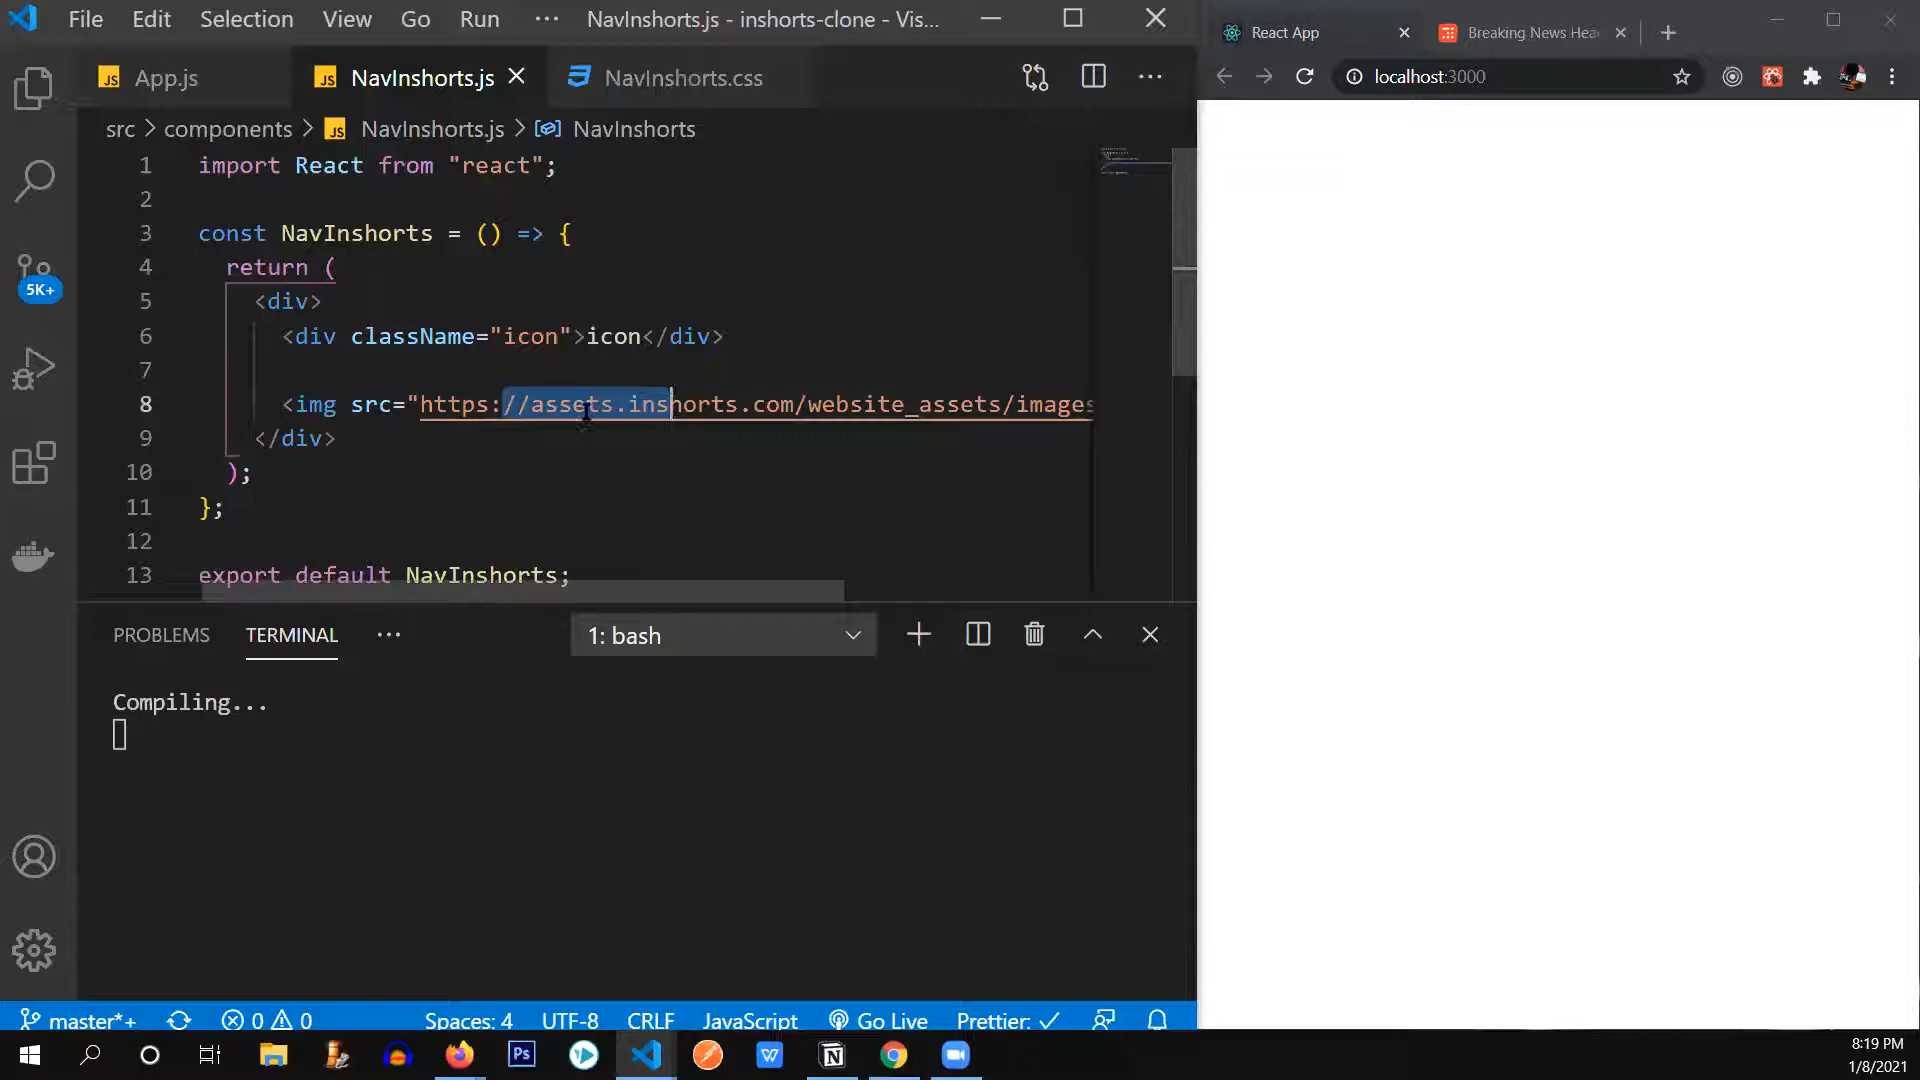 File Edit Selection View Go Run ··· NavInshorts.js - inshorts-clone - Vis...
JS App.js JS NavInshorts.js NavInshorts.css
src > components > JS NavInshorts.js > NavInshorts
1 import React from "react";
2
3 const NavInshorts = () => {
4 return (
5 <div>
6 <div className="icon">icon</div>
7
8 <img src="https://assets.inshorts.com/website_assets/images
9 </div>
10 );
11 };
12
13 export default NavInshorts;
5K+
PROBLEMS TERMINAL ··· 1: bash
Compiling...
master*+ 0 0 Spaces: 4 UTF-8 CRLF JavaScript Go Live Prettier: ✓
React App Breaking News Hea
localhost:3000
Ps W N
8:19 PM
1/8/2021